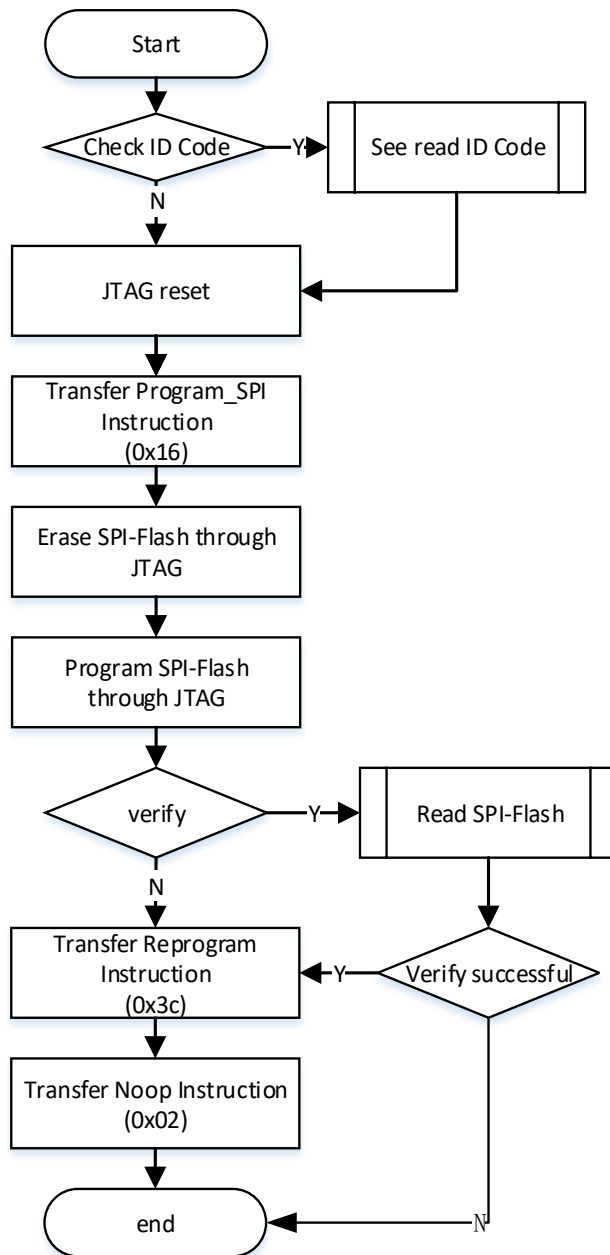 Start
Check ID Code
Y
See read ID Code
N
JTAG reset
Transfer Program_SPI
Instruction
(0x16)
Erase SPI-Flash through
JTAG
Program SPI-Flash
through JTAG
verify
Y
Read SPI-Flash
N
Transfer Reprogram
Instruction
(0x3c)
Y
Verify successful
Transfer Noop Instruction
(0x02)
end
N